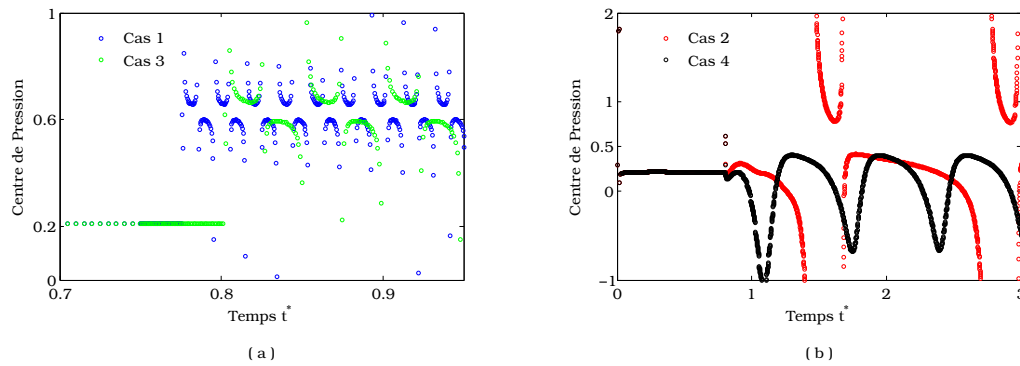 1
0.6
0.2
0
0.7
0.8
0.9
Centre de Pression
Temps t*
Cas 1
Cas 3
( a )
2
1
0.5
0
−1
0
1
2
3
Centre de Pression
Temps t*
Cas 2
Cas 4
( b )